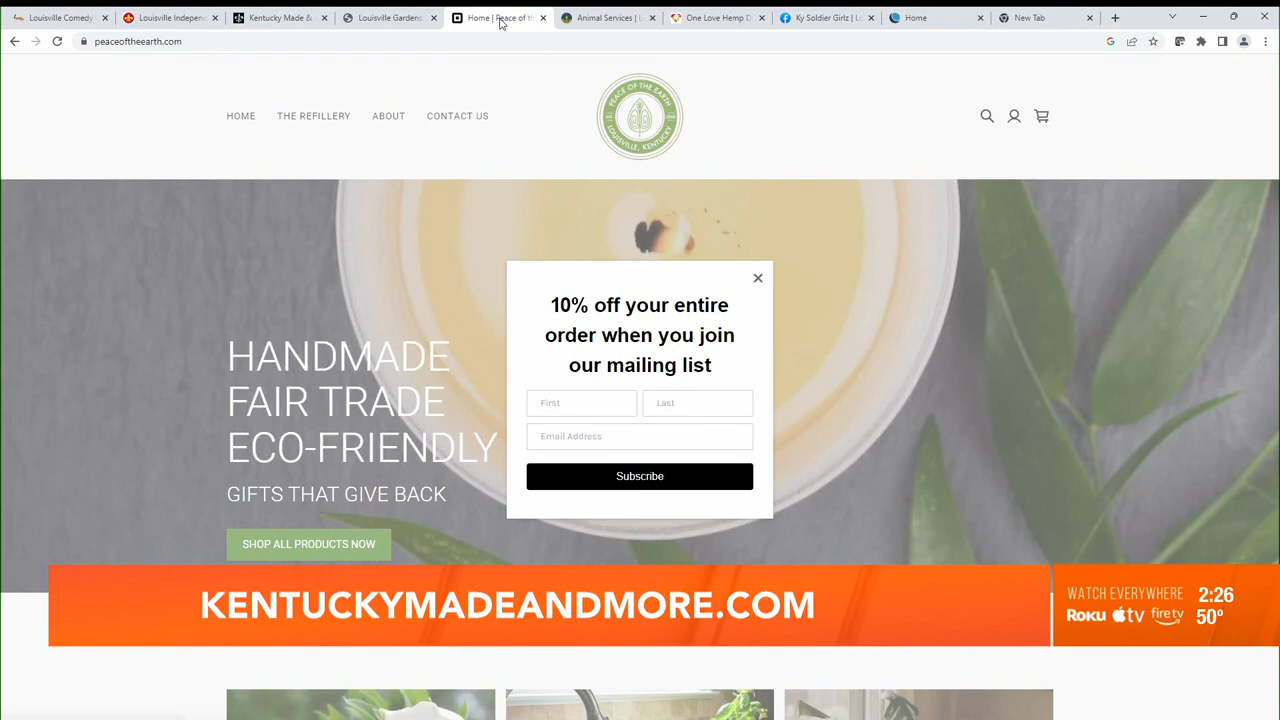 Louisville Comedy
Louisville Indepen
Kentucky Made &
Louisville Gardens
Home | Peace of th
Animal Services | L
One Love Hemp D
Ky Soldier Girlz | Le
Home
New Tab
peaceoftheearth.com
HOME
THE REFILLERY
ABOUT
CONTACT US
PEACE OF THE EARTH
LOUISVILLE, KENTUCKY
10% off your entire
order when you join
our mailing list
First
Last
Email Address
Subscribe
HANDMADE
FAIR TRADE
ECO-FRIENDLY
GIFTS THAT GIVE BACK
SHOP ALL PRODUCTS NOW
KENTUCKYMADEANDMORE.COM
WATCH EVERYWHERE
2:26
Roku tv firetv
50º